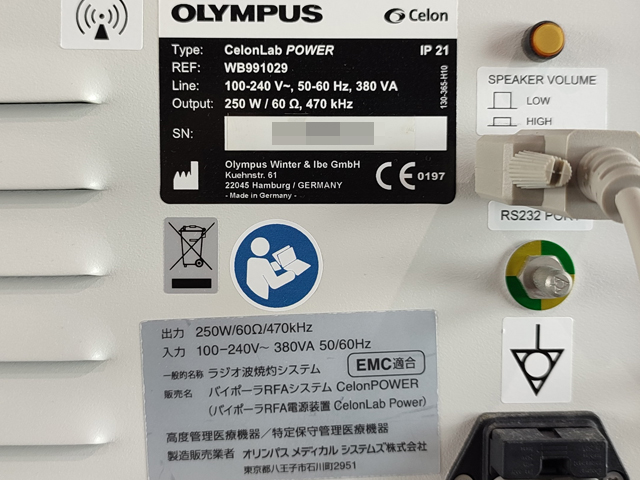 OLYMPUS
Celon
Type: CelonLab POWER IP 21
REF: WB991029
Line: 100-240 V~, 50-60 Hz, 380 VA
Output: 250 W / 60 Ω, 470 kHz
130-365-H10
SN:
Olympus Winter & Ibe GmbH
Kuehnstr. 61
22045 Hamburg / GERMANY
- Made in Germany -
CE 0197
SPEAKER VOLUME
LOW
HIGH
RS232 PORT
出力 250W/60Ω/470kHz
入力 100-240V~ 380VA 50/60Hz
一般的名称 ラジオ波焼灼システム EMC適合
販売名 バイポーラRFAシステム CelonPOWER
(バイポーラRFA電源装置 CelonLab Power)
高度管理医療機器/特定保守管理医療機器
製造販売業者 オリンパス メディカル システムズ株式会社
東京都八王子市石川町2951